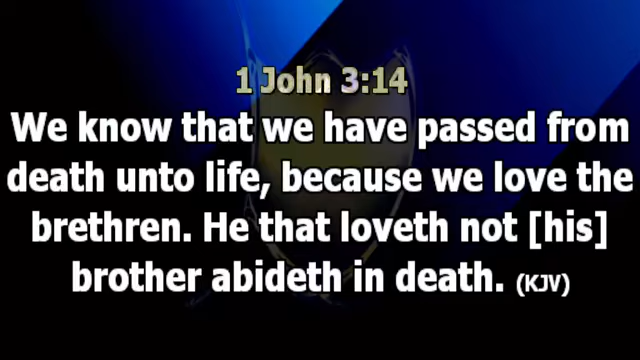 1 John 3:14
We know that we have passed from
death unto life, because we love the
brethren. He that loveth not [his]
brother abideth in death. (KJV)